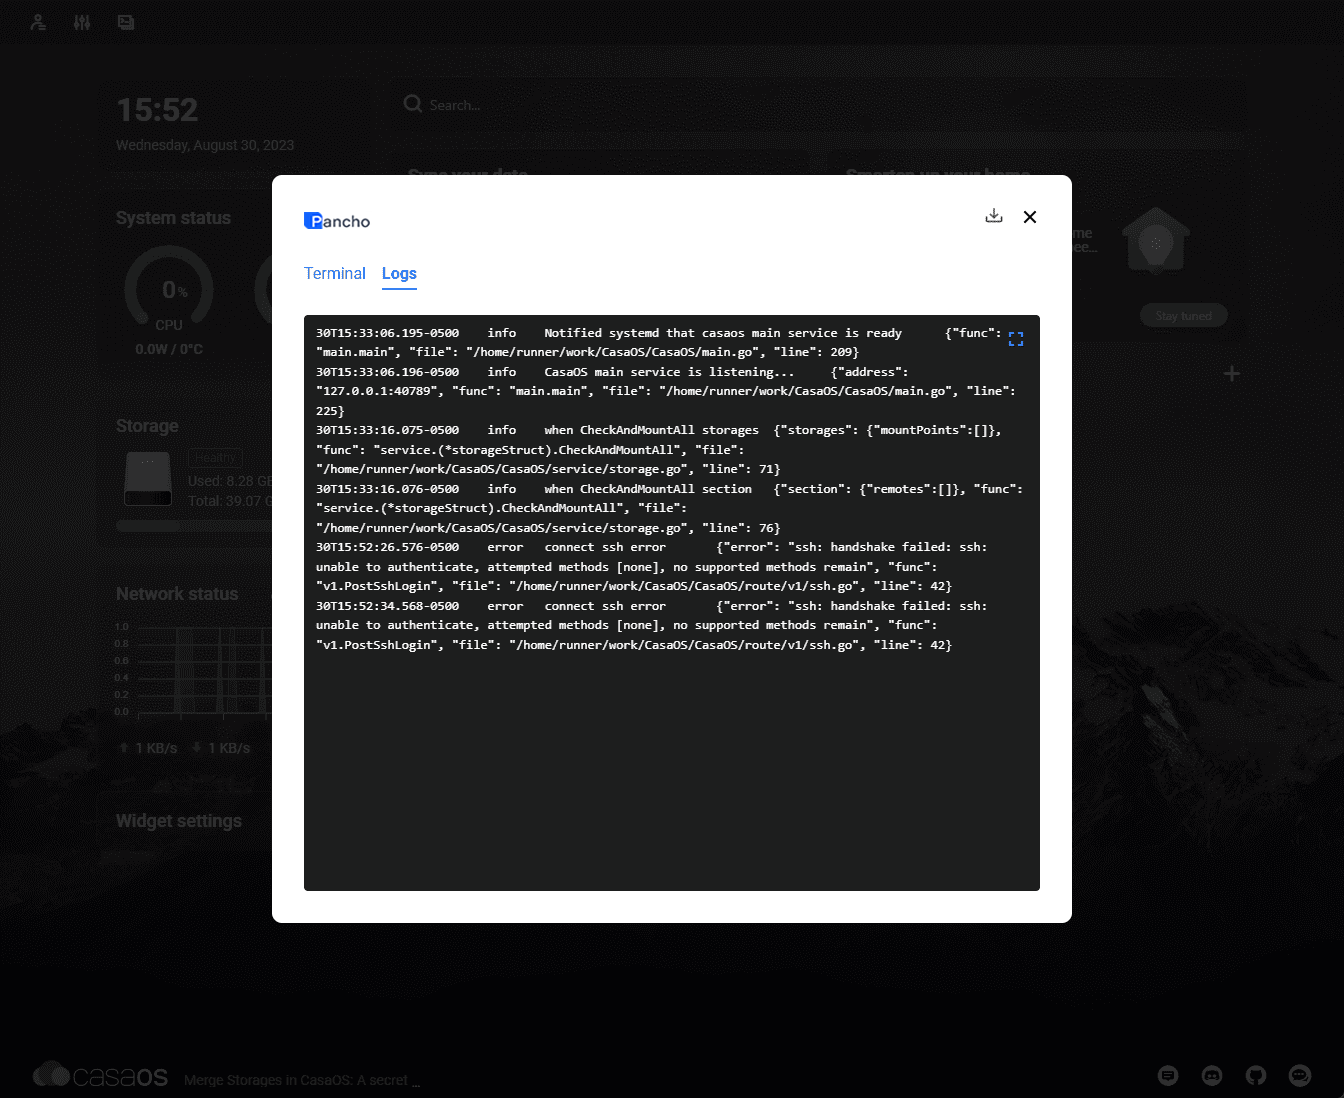 15:52
Search...
Wednesday, August 30, 2023
Sync your data
Smarten up your home
System status
0%
CPU
0.0W / 0°C
Stay tuned
Storage
Healthy
Used: 8.28 GB
Total: 39.07 G
Network status
1.0
0.8
0.6
0.4
0.2
0.0
1 KB/s 1 KB/s
Widget settings
Pancho
Terminal Logs
30T15:33:06.195-0500 info Notified systemd that casaos main service is ready {"func":
"main.main", "file": "/home/runner/work/CasaOS/CasaOS/main.go", "line": 209}
30T15:33:06.196-0500 info CasaOS main service is listening... {"address":
"127.0.0.1:40789", "func": "main.main", "file": "/home/runner/work/CasaOS/CasaOS/main.go", "line":
225}
30T15:33:16.075-0500 info when CheckAndMountAll storages {"storages": {"mountPoints":[]},
"func": "service.(*storageStruct).CheckAndMountAll", "file":
"/home/runner/work/CasaOS/CasaOS/service/storage.go", "line": 71}
30T15:33:16.076-0500 info when CheckAndMountAll section {"section": {"remotes":[]}, "func":
"service.(*storageStruct).CheckAndMountAll", "file":
"/home/runner/work/CasaOS/CasaOS/service/storage.go", "line": 76}
30T15:52:26.576-0500 error connect ssh error {"error": "ssh: handshake failed: ssh:
unable to authenticate, attempted methods [none], no supported methods remain", "func":
"v1.PostSshLogin", "file": "/home/runner/work/CasaOS/CasaOS/route/v1/ssh.go", "line": 42}
30T15:52:34.568-0500 error connect ssh error {"error": "ssh: handshake failed: ssh:
unable to authenticate, attempted methods [none], no supported methods remain", "func":
"v1.PostSshLogin", "file": "/home/runner/work/CasaOS/CasaOS/route/v1/ssh.go", "line": 42}
casaOS Merge Storages in CasaOS: A secret _